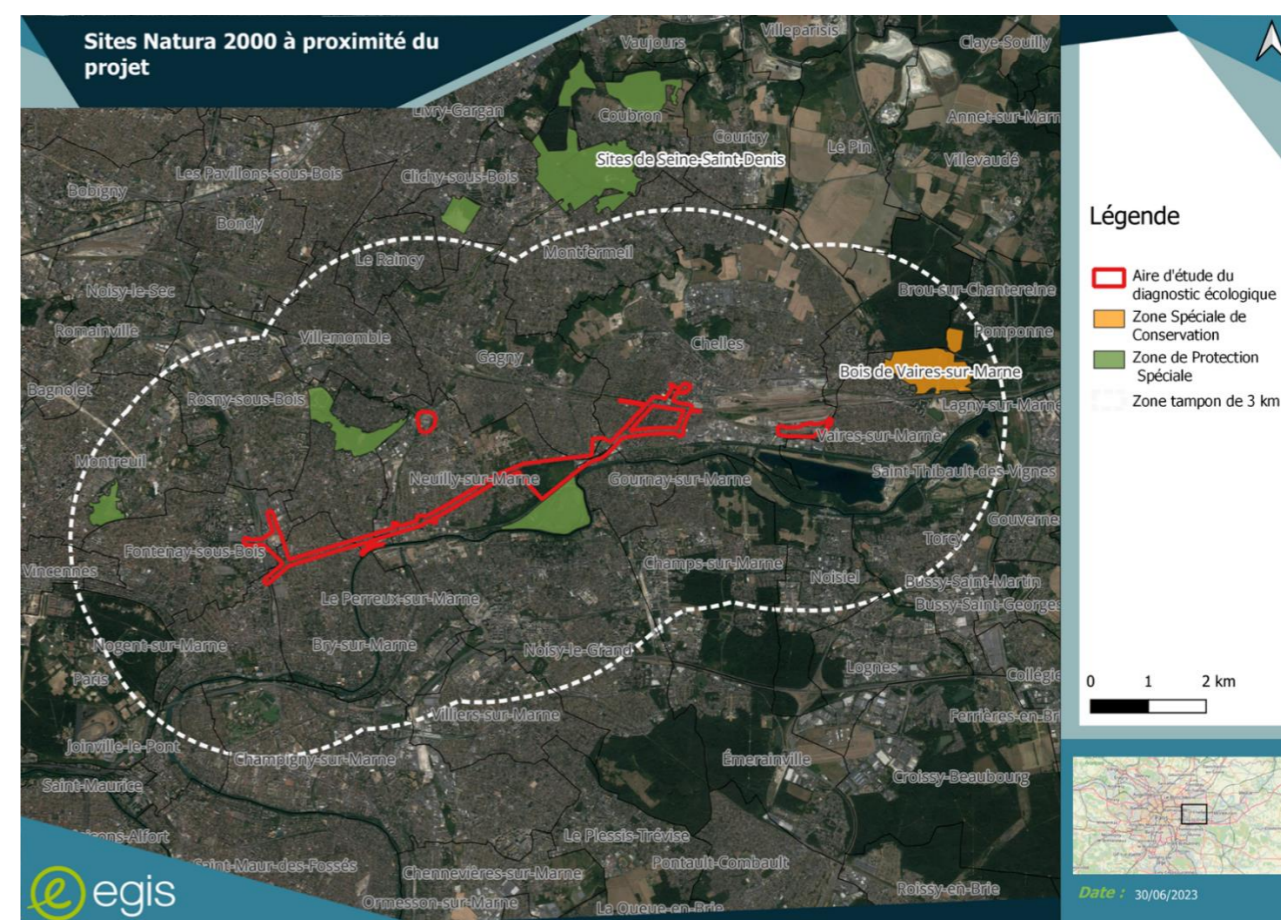 Sites Natura 2000 à proximité du
projet
Vaujours
Villeparisis
Claye-Souilly
Livry-Gargan
Coubron
Annet-sur-Marn
Courtry
Le Pin
Sites de Seine-Saint-Denis
Villevaudé
Les Pavillons-sous-Bois
Clichy-sous-Bois
Bobigny
Bondy
Montfermeil
Le Raincy
Noisy-le-Sec
Brou-sur-Chantereine
Romainville
Villemomble
Pomponne
Chelles
Gagny
Bois de Vaires-sur-Marne
Bagnolet
Rosny-sous-Bois
Lagny-sur-Marne
Vaires-sur-Marne
Montreuil
Neuilly-sur-Marne
Gournay-sur-Marne
Saint-Thibault-des-Vignes
Gouverne
Torcy
Fontenay-sous-Bois
Vincennes
Champs-sur-Marne
Noisiel
Bussy-Saint-Martin
Le Perreux-sur-Marne
Bussy-Saint-Georges
Nogent-sur-Marne
Bry-sur-Marne
Noisy-le-Grand
Lognes
Collégie
Paris
Villiers-sur-Marne
Ferrières-en-Bri
Joinville-le-Pont
Champigny-sur-Marne
Émerainville
Croissy-Beaubourg
Saint-Maurice
isons-Alfort
Le Plessis-Trévise
Saint-Maur-des-Fossés
Chennevières-sur-Marne
Pontault-Combault
Roissy-en-Brie
Ormesson-sur-Marne
La Queue-en-Brie
egis
Légende
Aire d'étude du
diagnostic écologique
Zone Spéciale de
Conservation
Zone de Protection
Spéciale
Zone tampon de 3 km
0 1 2 km
Date : 30/06/2023